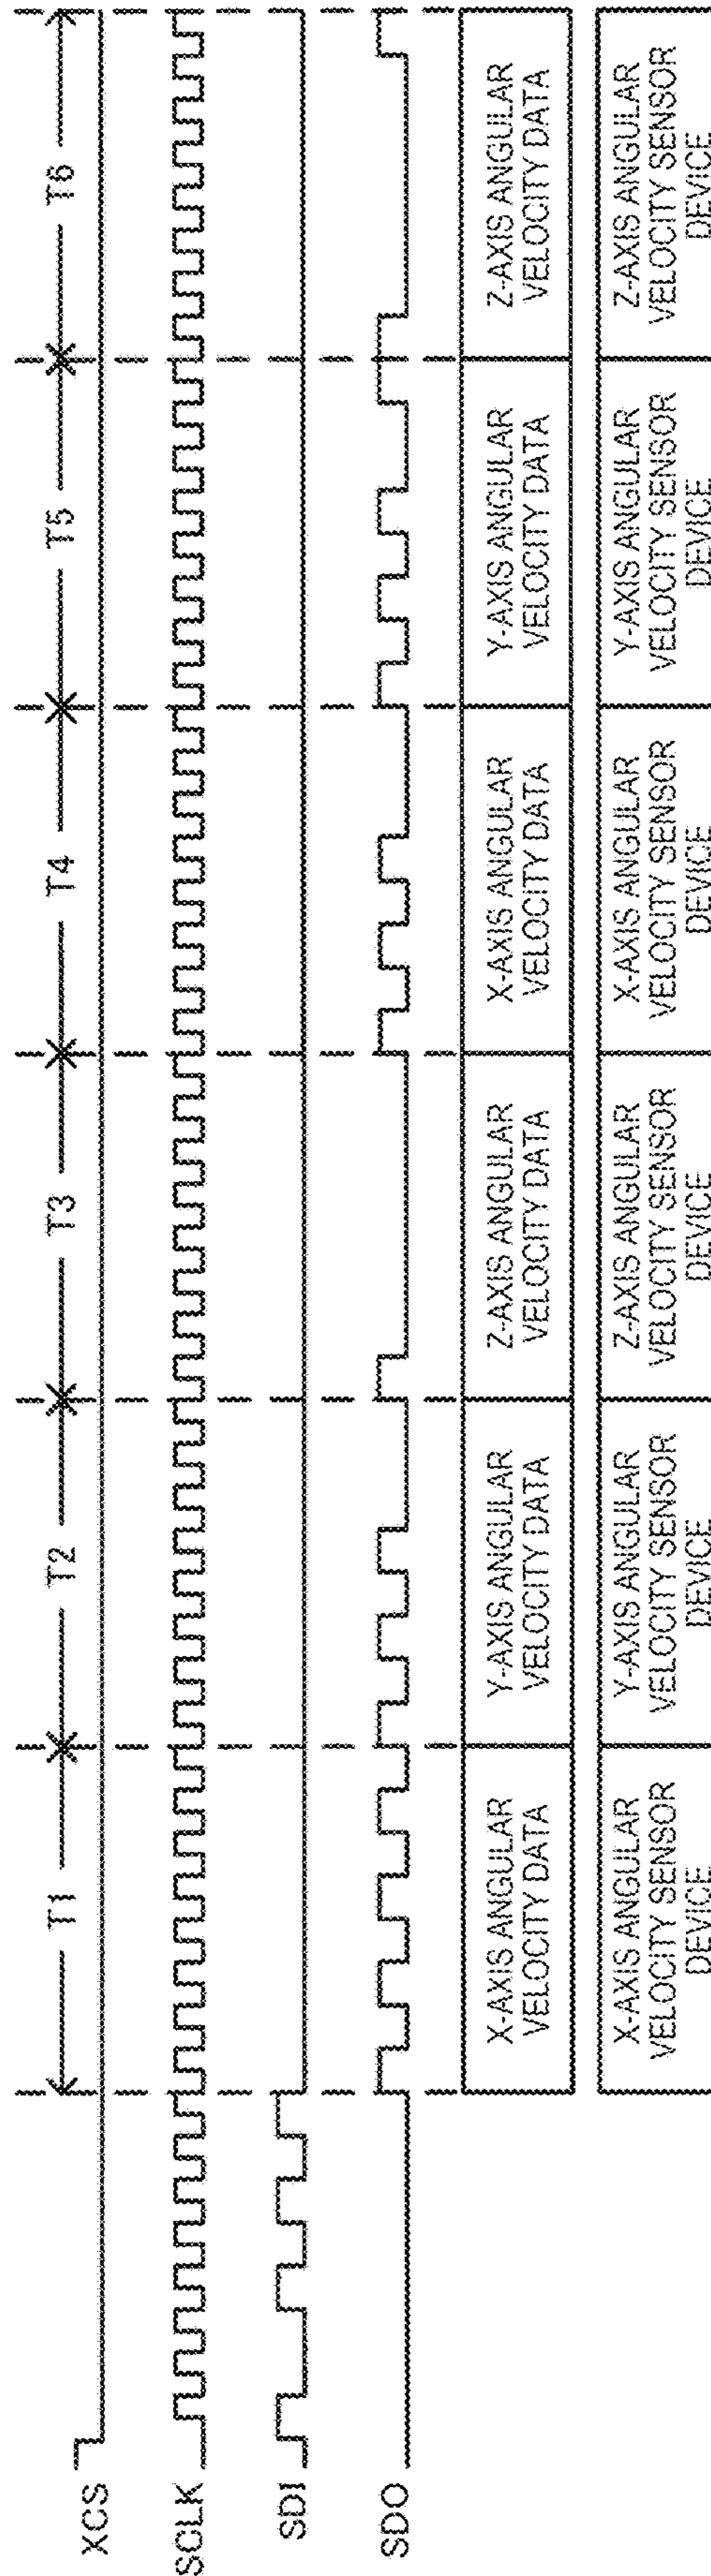 T1
T2
T3
T4
T5
T6
XCS
SCLK
SDI
SDO
X-AXIS ANGULAR
VELOCITY DATA
Y-AXIS ANGULAR
VELOCITY DATA
Z-AXIS ANGULAR
VELOCITY DATA
X-AXIS ANGULAR
VELOCITY DATA
Y-AXIS ANGULAR
VELOCITY DATA
Z-AXIS ANGULAR
VELOCITY DATA
X-AXIS ANGULAR
VELOCITY SENSOR
DEVICE
Y-AXIS ANGULAR
VELOCITY SENSOR
DEVICE
Z-AXIS ANGULAR
VELOCITY SENSOR
DEVICE
X-AXIS ANGULAR
VELOCITY SENSOR
DEVICE
Y-AXIS ANGULAR
VELOCITY SENSOR
DEVICE
Z-AXIS ANGULAR
VELOCITY SENSOR
DEVICE